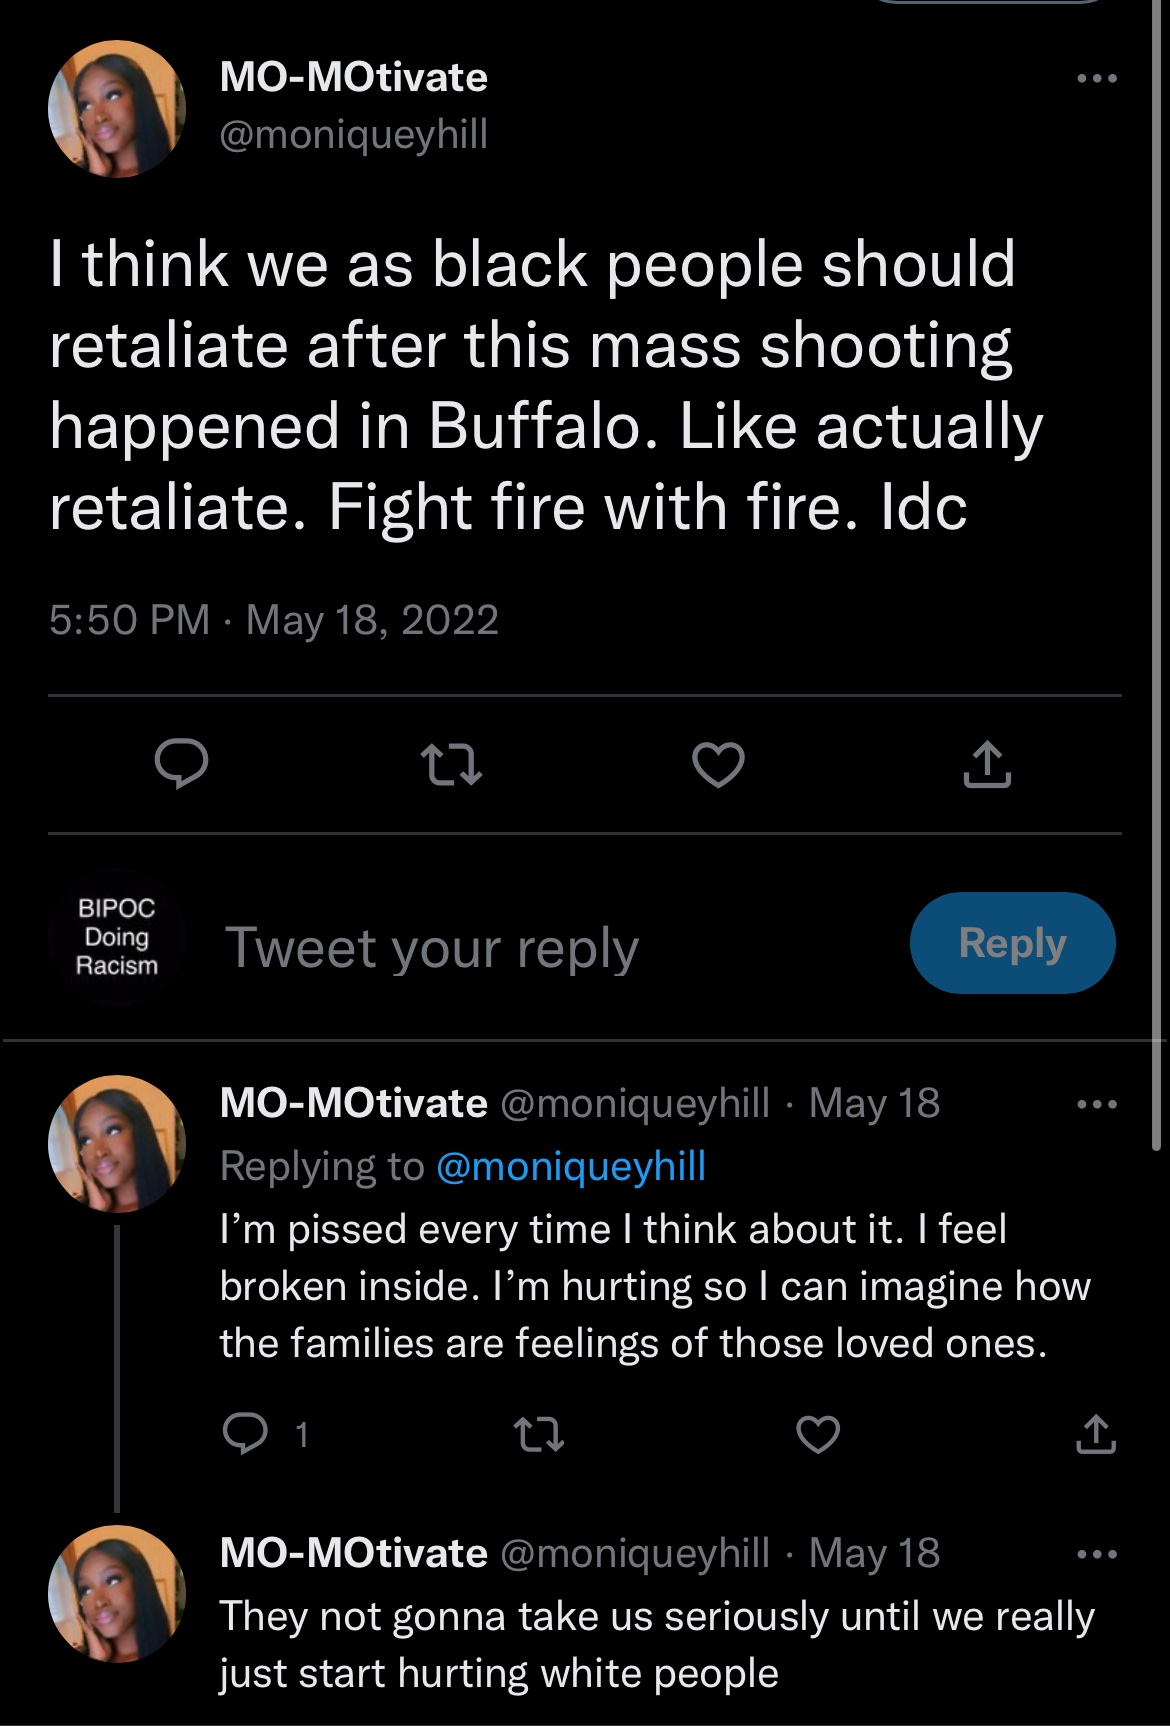 MO-MOtivate
@moniqueyhill
I think we as black people should
retaliate after this mass shooting
happened in Buffalo. Like actually
retaliate. Fight fire with fire. Idc
5:50 PM · May 18, 2022
BIPOC
Doing
Racism
Tweet your reply
Reply
MO-MOtivate @moniqueyhill · May 18
Replying to @moniqueyhill
I’m pissed every time I think about it. I feel
broken inside. I’m hurting so I can imagine how
the families are feelings of those loved ones.
1
MO-MOtivate @moniqueyhill · May 18
They not gonna take us seriously until we really
just start hurting white people